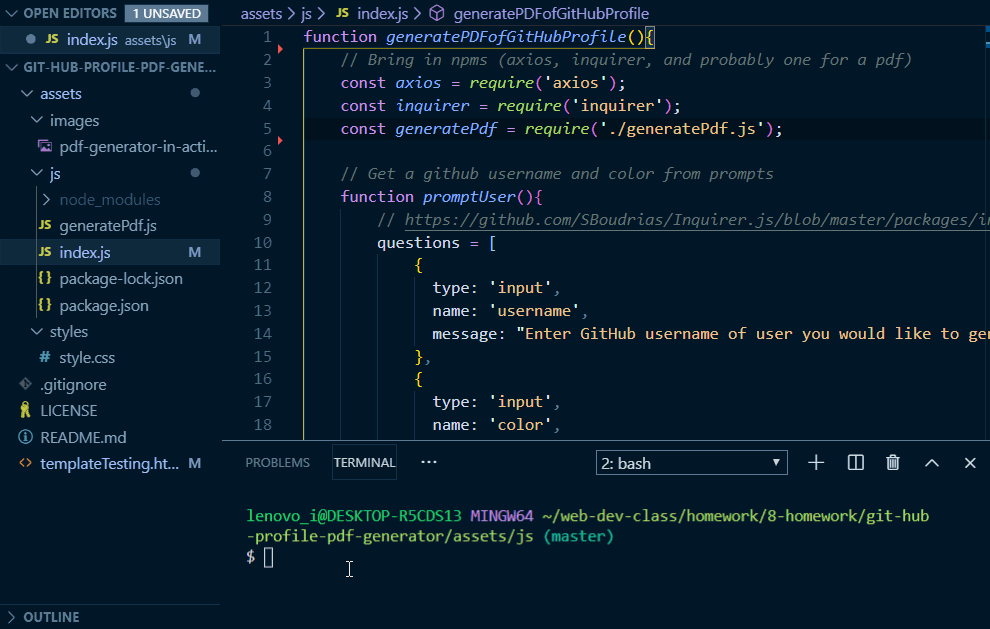 OPEN EDITORS 1 UNSAVED
JS index.js assets\js M
GIT-HUB-PROFILE-PDF-GENE...
assets
images
pdf-generator-in-acti...
js
node_modules
JS generatePdf.js
JS index.js M
{} package-lock.json
{} package.json
styles
# style.css
.gitignore
LICENSE
README.md
<> templateTesting.ht... M
OUTLINE
assets > js > JS index.js > generatePDFofGitHubProfile
1 function generatePDFofGitHubProfile(){
2 // Bring in npms (axios, inquirer, and probably one for a pdf)
3 const axios = require('axios');
4 const inquirer = require('inquirer');
5 const generatePdf = require('./generatePdf.js');
6
7 // Get a github username and color from prompts
8 function promptUser(){
9 // https://github.com/SBoudrias/Inquirer.js/blob/master/packages/i
10 questions = [
11 {
12 type: 'input',
13 name: 'username',
14 message: "Enter GitHub username of user you would like to ge
15 },
16 {
17 type: 'input',
18 name: 'color',
PROBLEMS TERMINAL ... 2: bash
lenovo_i@DESKTOP-R5CDS13 MINGW64 ~/web-dev-class/homework/8-homework/git-hub
-profile-pdf-generator/assets/js (master)
$